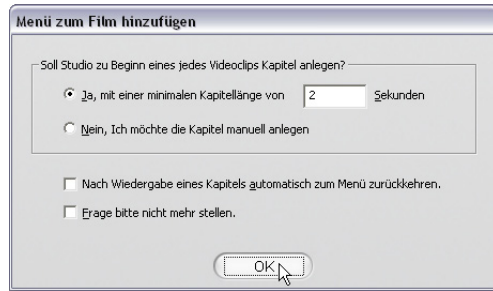 Menü zum Film hinzufügen
Soll Studio zu Beginn eines jedes Videoclips Kapitel anlegen?
Ja, mit einer minimalen Kapitellänge von 2 Sekunden
Nein, Ich möchte die Kapitel manuell anlegen
Nach Wiedergabe eines Kapitels automatisch zum Menü zurückkehren.
Frage bitte nicht mehr stellen.
OK